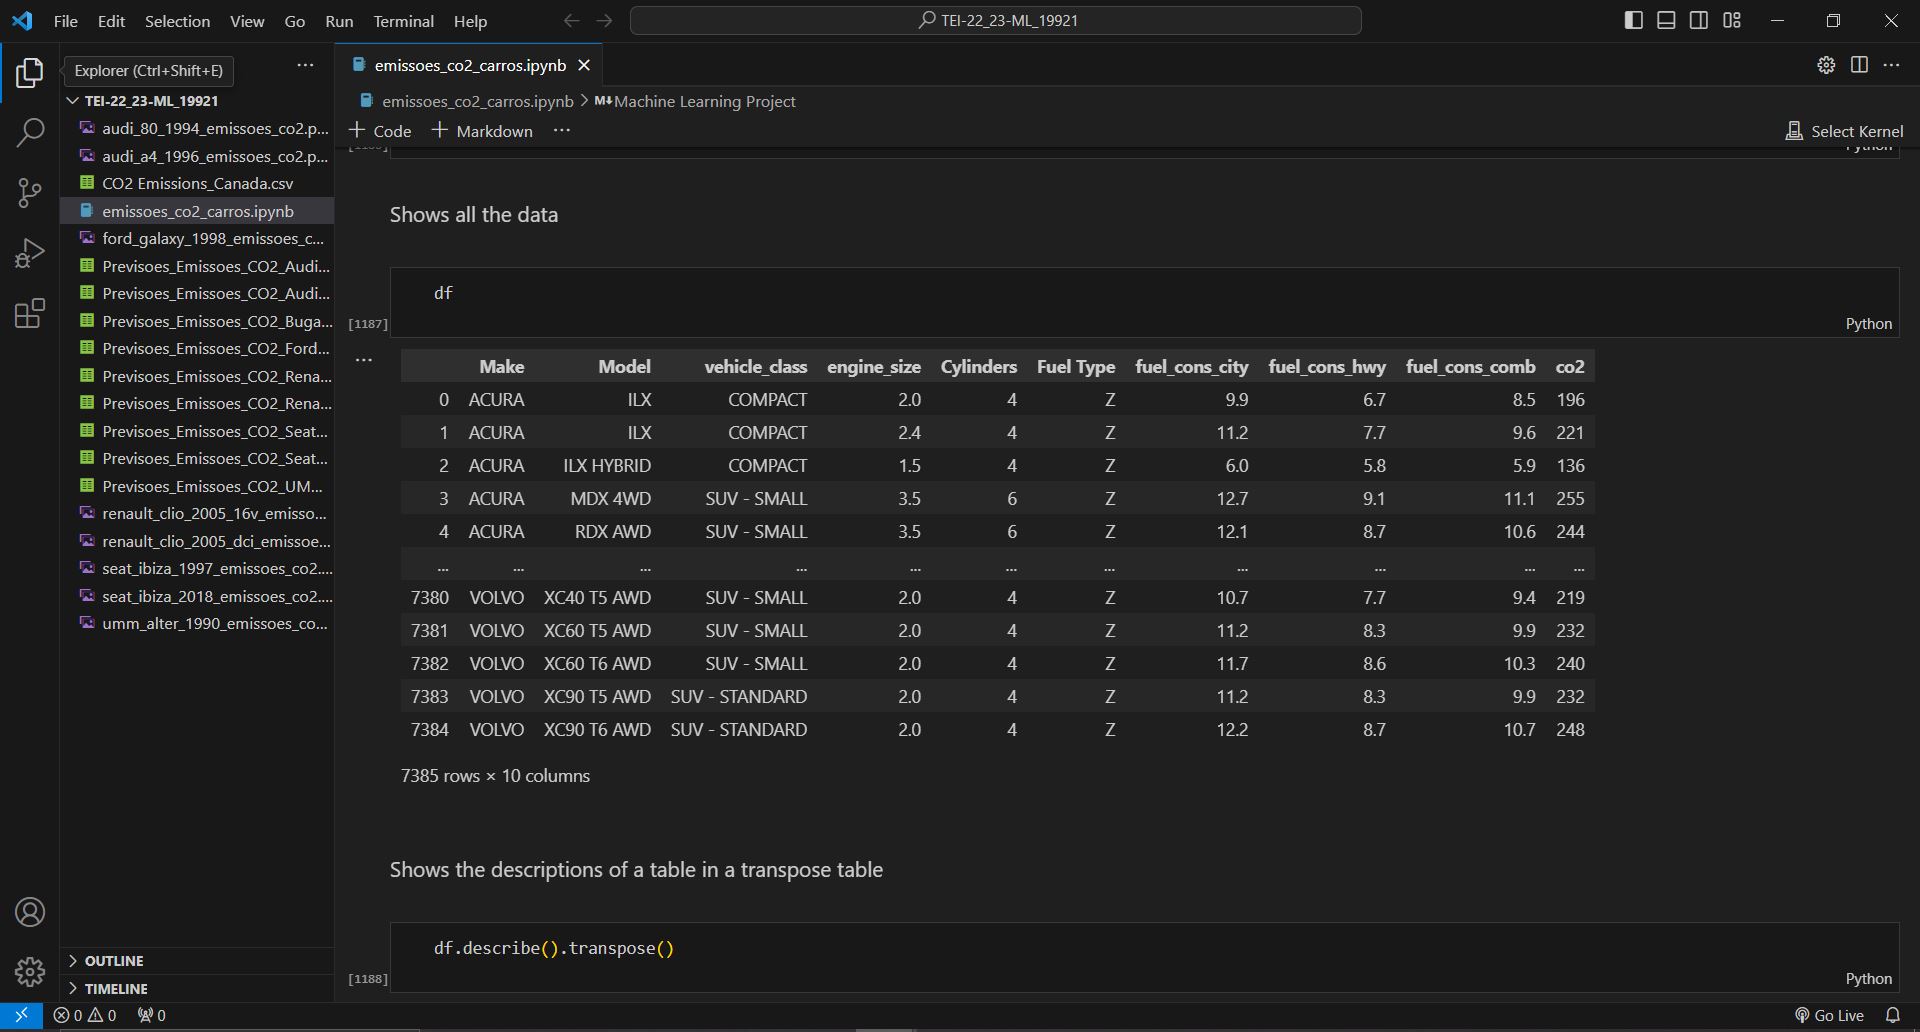 File Edit Selection View Go Run Terminal Help
TEI-22_23-ML_19921
Explorer (Ctrl+Shift+E)
TEI-22_23-ML_19921
audi_80_1994_emissoes_co2.p...
audi_a4_1996_emissoes_co2.p...
CO2 Emissions_Canada.csv
emissoes_co2_carros.ipynb
ford_galaxy_1998_emissoes_c...
Previsoes_Emissoes_CO2_Audi...
Previsoes_Emissoes_CO2_Audi...
Previsoes_Emissoes_CO2_Buga...
Previsoes_Emissoes_CO2_Ford...
Previsoes_Emissoes_CO2_Rena...
Previsoes_Emissoes_CO2_Rena...
Previsoes_Emissoes_CO2_Seat...
Previsoes_Emissoes_CO2_Seat...
Previsoes_Emissoes_CO2_UM...
renault_clio_2005_16v_emisso...
renault_clio_2005_dci_emissoe...
seat_ibiza_1997_emissoes_co2....
seat_ibiza_2018_emissoes_co2....
umm_alter_1990_emissoes_co...
OUTLINE
TIMELINE
emissoes_co2_carros.ipynb
emissoes_co2_carros.ipynb > M↓Machine Learning Project
+ Code + Markdown ...
Select Kernel
Python
Shows all the data
df
[1187]
Python
Make Model vehicle_class engine_size Cylinders Fuel Type fuel_cons_city fuel_cons_hwy fuel_cons_comb co2
0 ACURA ILX COMPACT 2.0 4 Z 9.9 6.7 8.5 196
1 ACURA ILX COMPACT 2.4 4 Z 11.2 7.7 9.6 221
2 ACURA ILX HYBRID COMPACT 1.5 4 Z 6.0 5.8 5.9 136
3 ACURA MDX 4WD SUV - SMALL 3.5 6 Z 12.7 9.1 11.1 255
4 ACURA RDX AWD SUV - SMALL 3.5 6 Z 12.1 8.7 10.6 244
... ... ... ... ... ... ... ... ... ... ...
7380 VOLVO XC40 T5 AWD SUV - SMALL 2.0 4 Z 10.7 7.7 9.4 219
7381 VOLVO XC60 T5 AWD SUV - SMALL 2.0 4 Z 11.2 8.3 9.9 232
7382 VOLVO XC60 T6 AWD SUV - SMALL 2.0 4 Z 11.7 8.6 10.3 240
7383 VOLVO XC90 T5 AWD SUV - STANDARD 2.0 4 Z 11.2 8.3 9.9 232
7384 VOLVO XC90 T6 AWD SUV - STANDARD 2.0 4 Z 12.2 8.7 10.7 248
7385 rows × 10 columns
Shows the descriptions of a table in a transpose table
df.describe().transpose()
[1188]
Python
0 0 0
Go Live